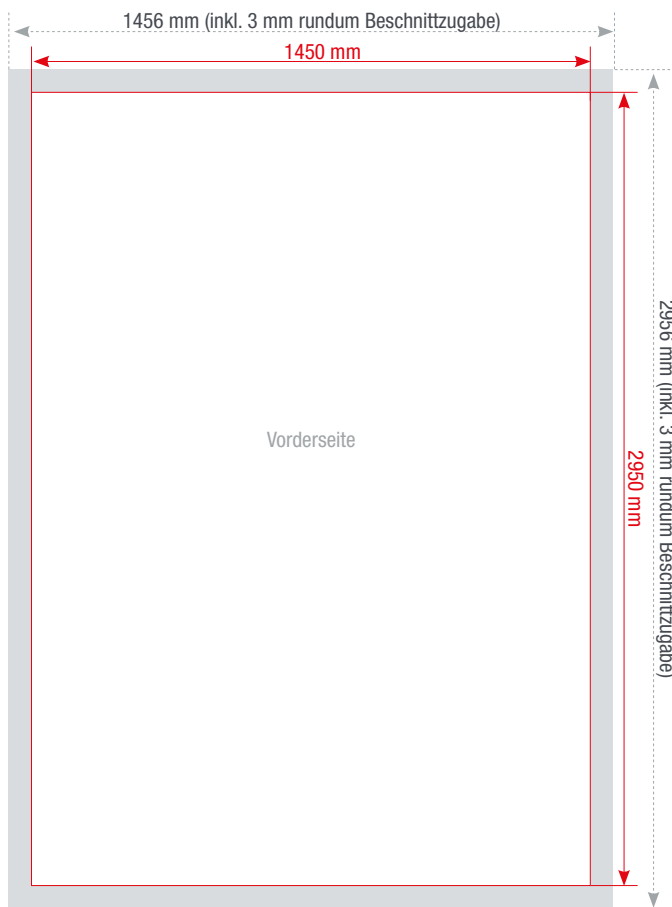 1456 mm (inkl. 3 mm rundum Beschnittzugabe)
1450 mm
Vorderseite
2950 mm
2956 mm (inkl. 3 mm rundum Beschnittzugabe)